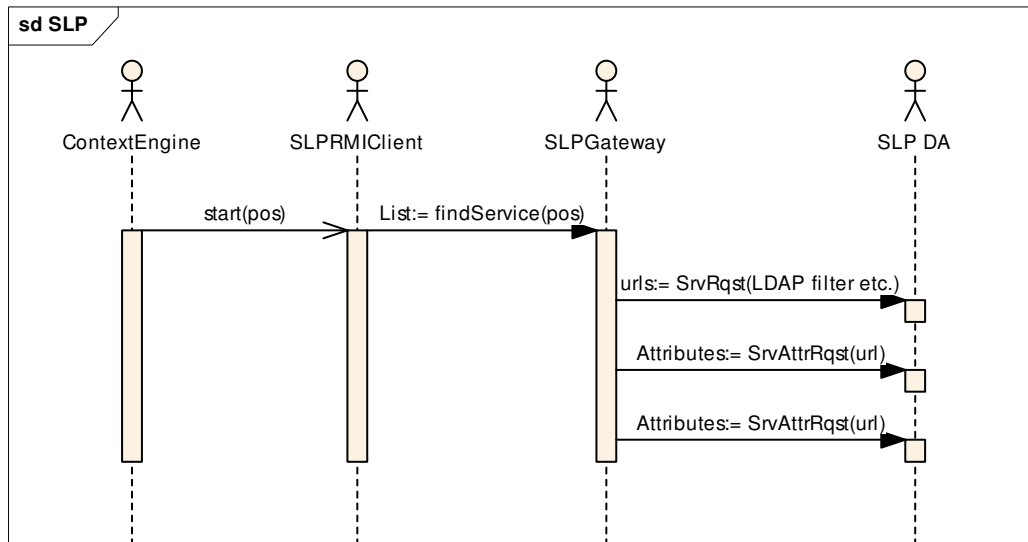 sd SLP
ContextEngine
SLPRMIClient
SLPGateway
SLP DA
start(pos)
List:= findService(pos)
urls:= SrvRqst(LDAP filter etc.)
Attributes:= SrvAttrRqst(url)
Attributes:= SrvAttrRqst(url)